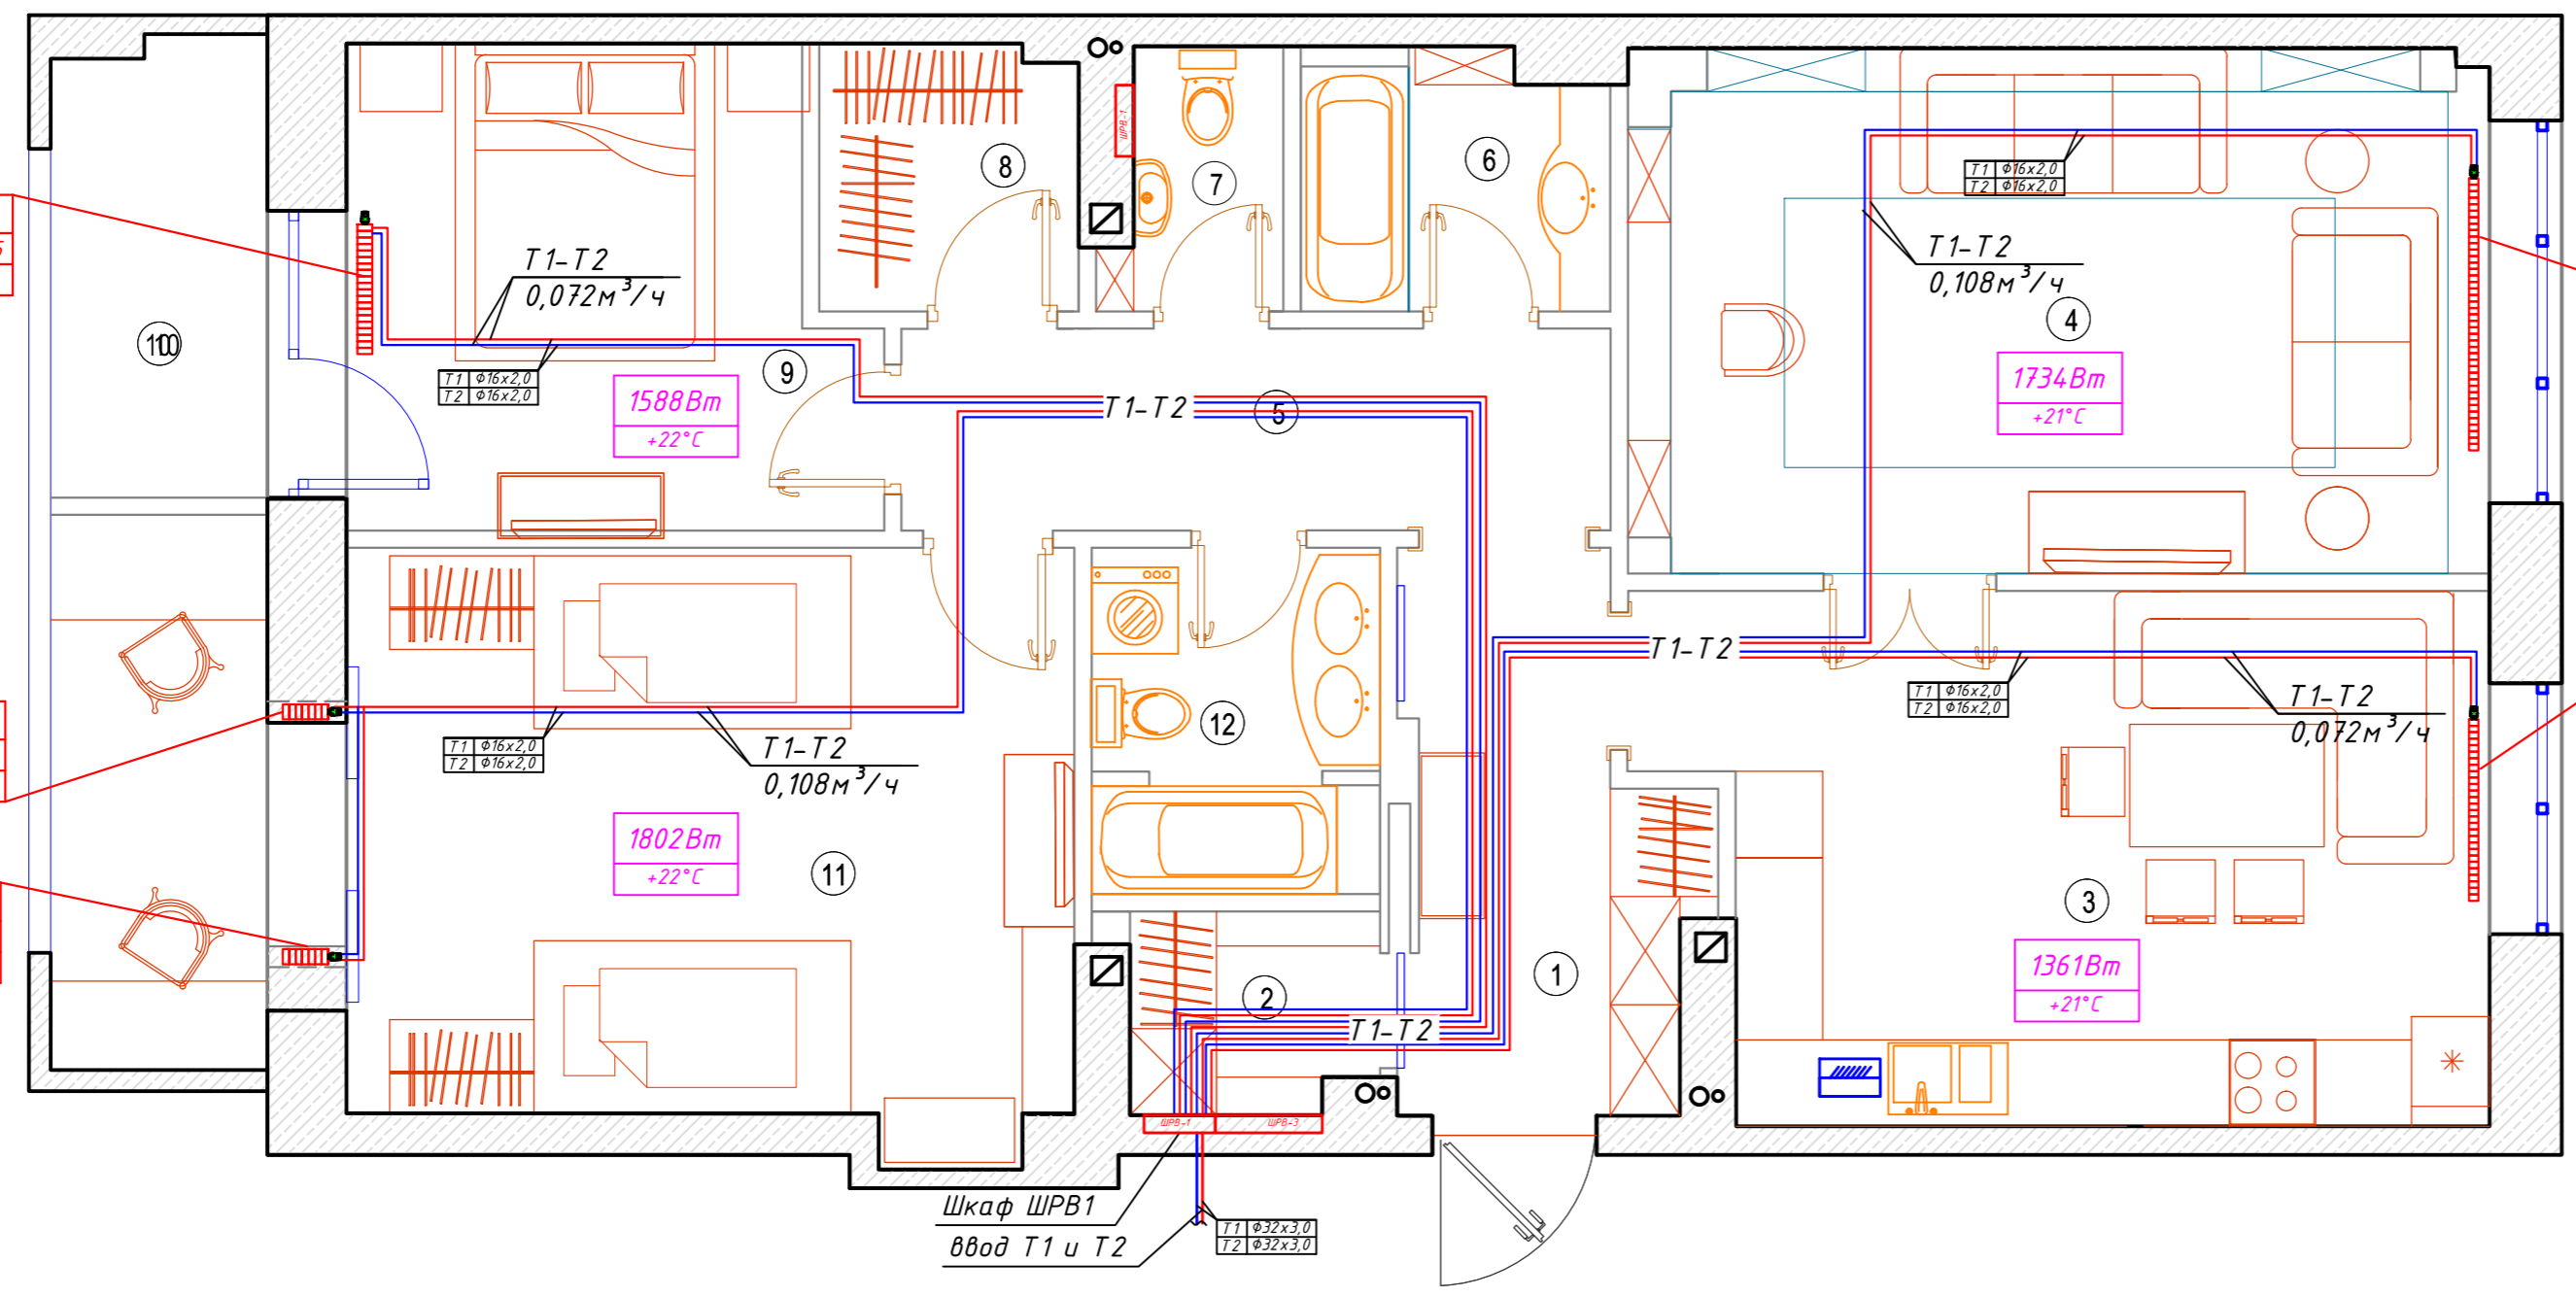 ШРВ-1
8
7
6
5
Т1-Т2
0,072м³/ч
Т1 Ф16х2,0
Т2 Ф16х2,0
9
1588Вт
+22°С
100
Т1 Ф16х2,0
Т2 Ф16х2,0
Т1-Т2
0,108м³/ч
4
1734Вт
+21°С
Т1-Т2
5
Т1-Т2
Т1 Ф16х2,0
Т2 Ф16х2,0
Т1-Т2
0,072м³/ч
12
Т1 Ф16х2,0
Т2 Ф16х2,0
Т1-Т2
0,108м³/ч
1802Вт
+22°С
11
3
1361Вт
+21°С
1
2
Т1-Т2
ШРВ-1
ШРВ-3
Шкаф ШРВ1
ввод Т1 и Т2
Т1 Ф32х3,0
Т2 Ф32х3,0